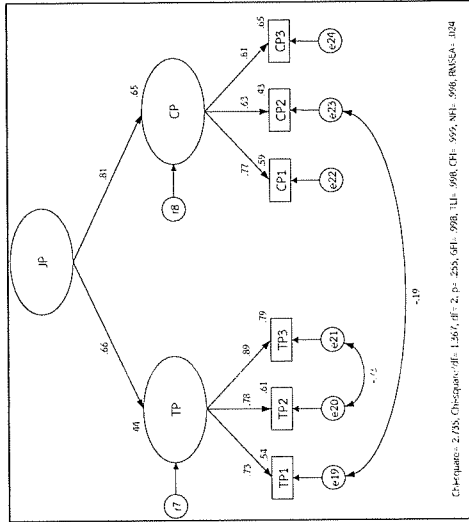 JP
.66
.81
.44
TP
.65
CP
r7
r8
.73
.78
.89
.77
.63
.61
.54
.61
.79
.59
.43
.65
TP1
TP2
TP3
CP1
CP2
CP3
e19
e20
e21
e22
e23
e24
-.19
Chi-square= 2.735, Chi-square/df= 1.367, df= 2, p= .255, GFI= .998, TLI= .998, CFI= .999, NFI= .998, RMSEA= .024